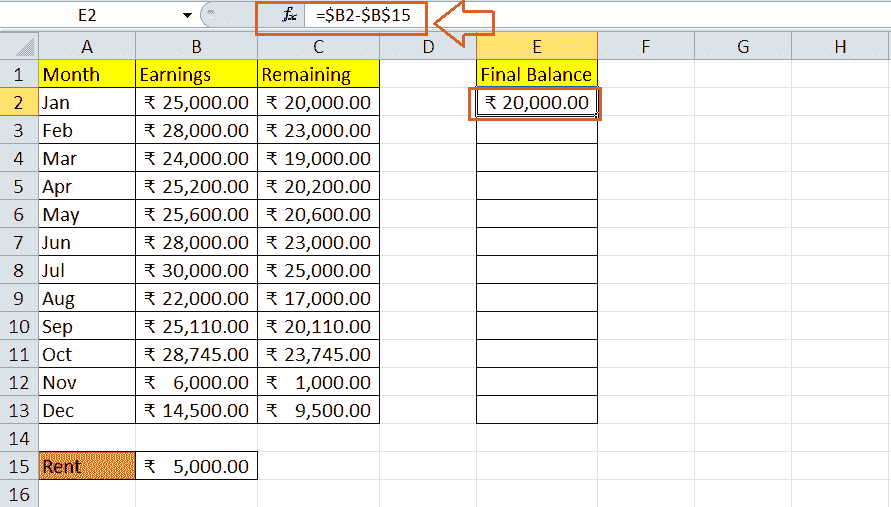 E2 fx =$B2-$B$15
A B C D E F G H
1 Month Earnings Remaining Final Balance
2 Jan ₹ 25,000.00 ₹ 20,000.00 ₹ 20,000.00
3 Feb ₹ 28,000.00 ₹ 23,000.00
4 Mar ₹ 24,000.00 ₹ 19,000.00
5 Apr ₹ 25,200.00 ₹ 20,200.00
6 May ₹ 25,600.00 ₹ 20,600.00
7 Jun ₹ 28,000.00 ₹ 23,000.00
8 Jul ₹ 30,000.00 ₹ 25,000.00
9 Aug ₹ 22,000.00 ₹ 17,000.00
10 Sep ₹ 25,110.00 ₹ 20,110.00
11 Oct ₹ 28,745.00 ₹ 23,745.00
12 Nov ₹ 6,000.00 ₹ 1,000.00
13 Dec ₹ 14,500.00 ₹ 9,500.00
14
15 Rent ₹ 5,000.00
16